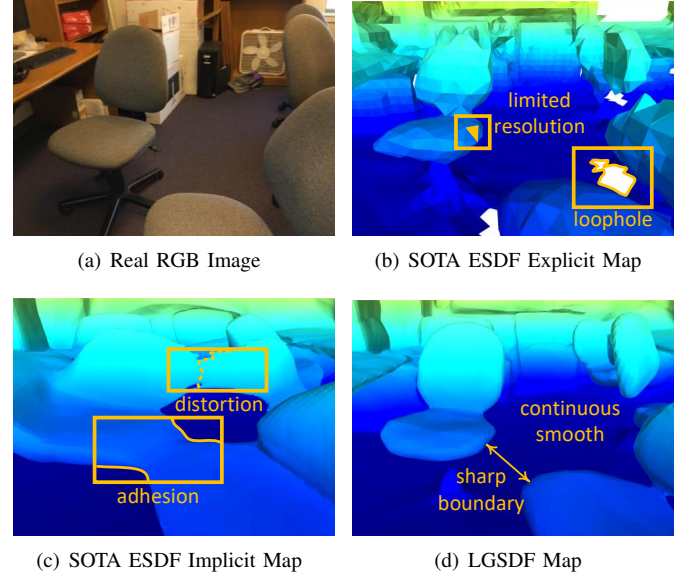 limited
resolution
loophole
(a) Real RGB Image
(b) SOTA ESDF Explicit Map
distortion
adhesion
continuous
smooth
sharp
boundary
(c) SOTA ESDF Implicit Map
(d) LGSDF Map